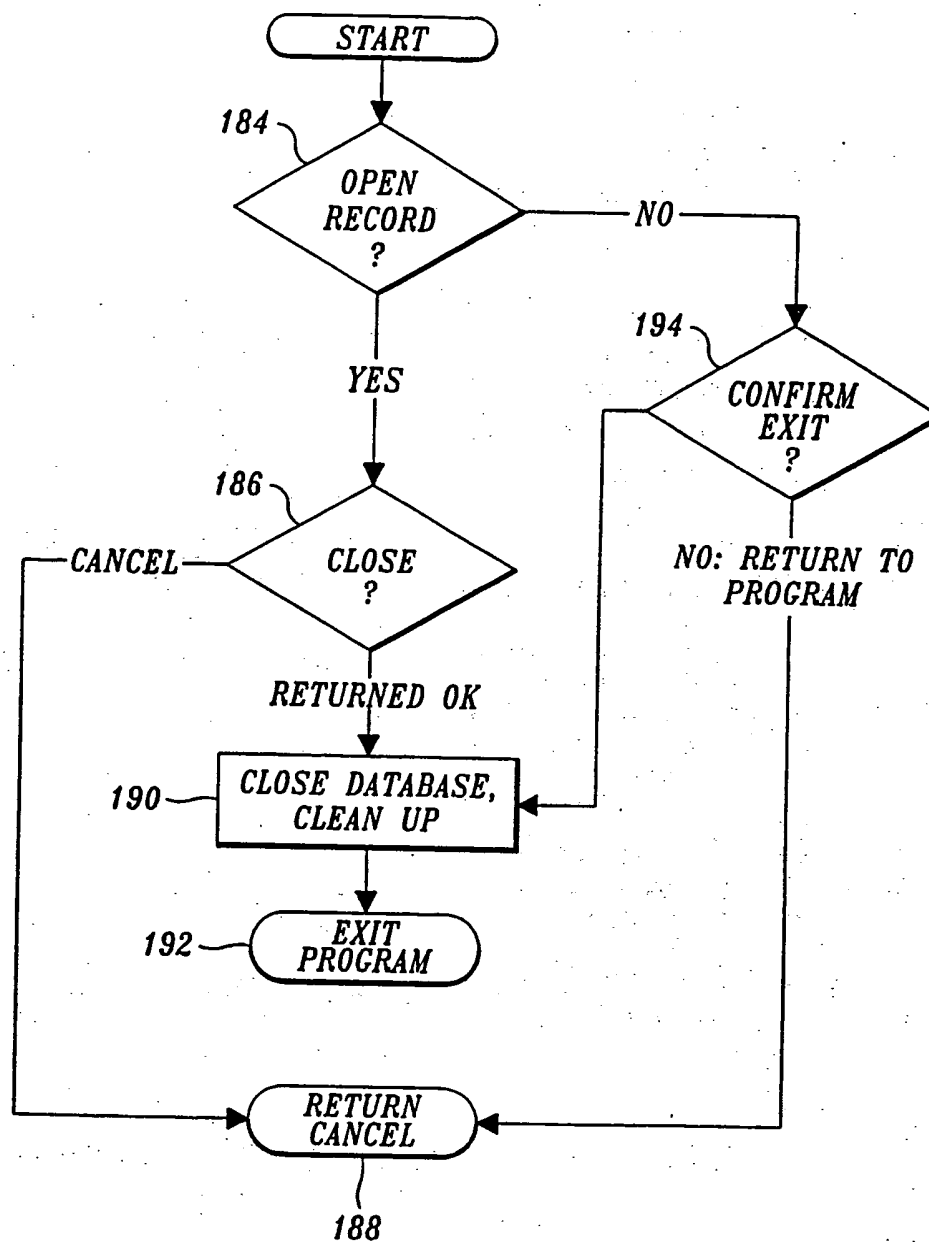 START
184
OPEN
RECORD
?
NO
194
YES
CONFIRM
EXIT
?
186
CANCEL
CLOSE
?
NO: RETURN TO
PROGRAM
RETURNED OK
190
CLOSE DATABASE,
CLEAN UP
192
EXIT
PROGRAM
RETURN
CANCEL
188